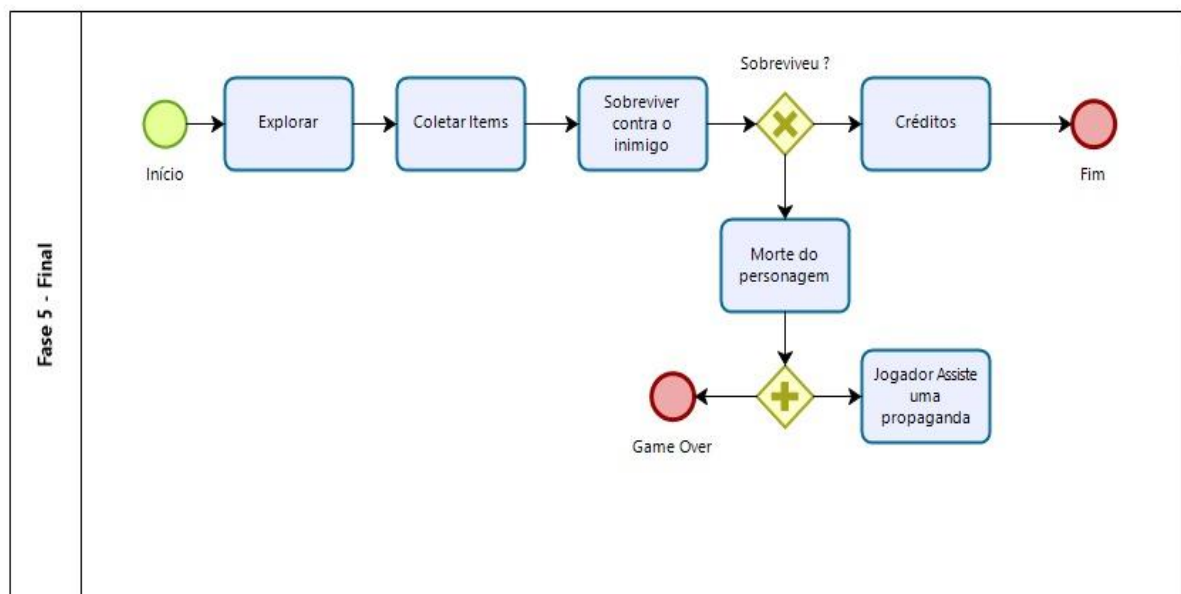 Fase 5 - Final
Sobreviveu ?
Explorar
Coletar Items
Sobreviver
contra o
inimigo
Créditos
Início
Fim
Morte do
personagem
Jogador Assiste
uma
propaganda
Game Over